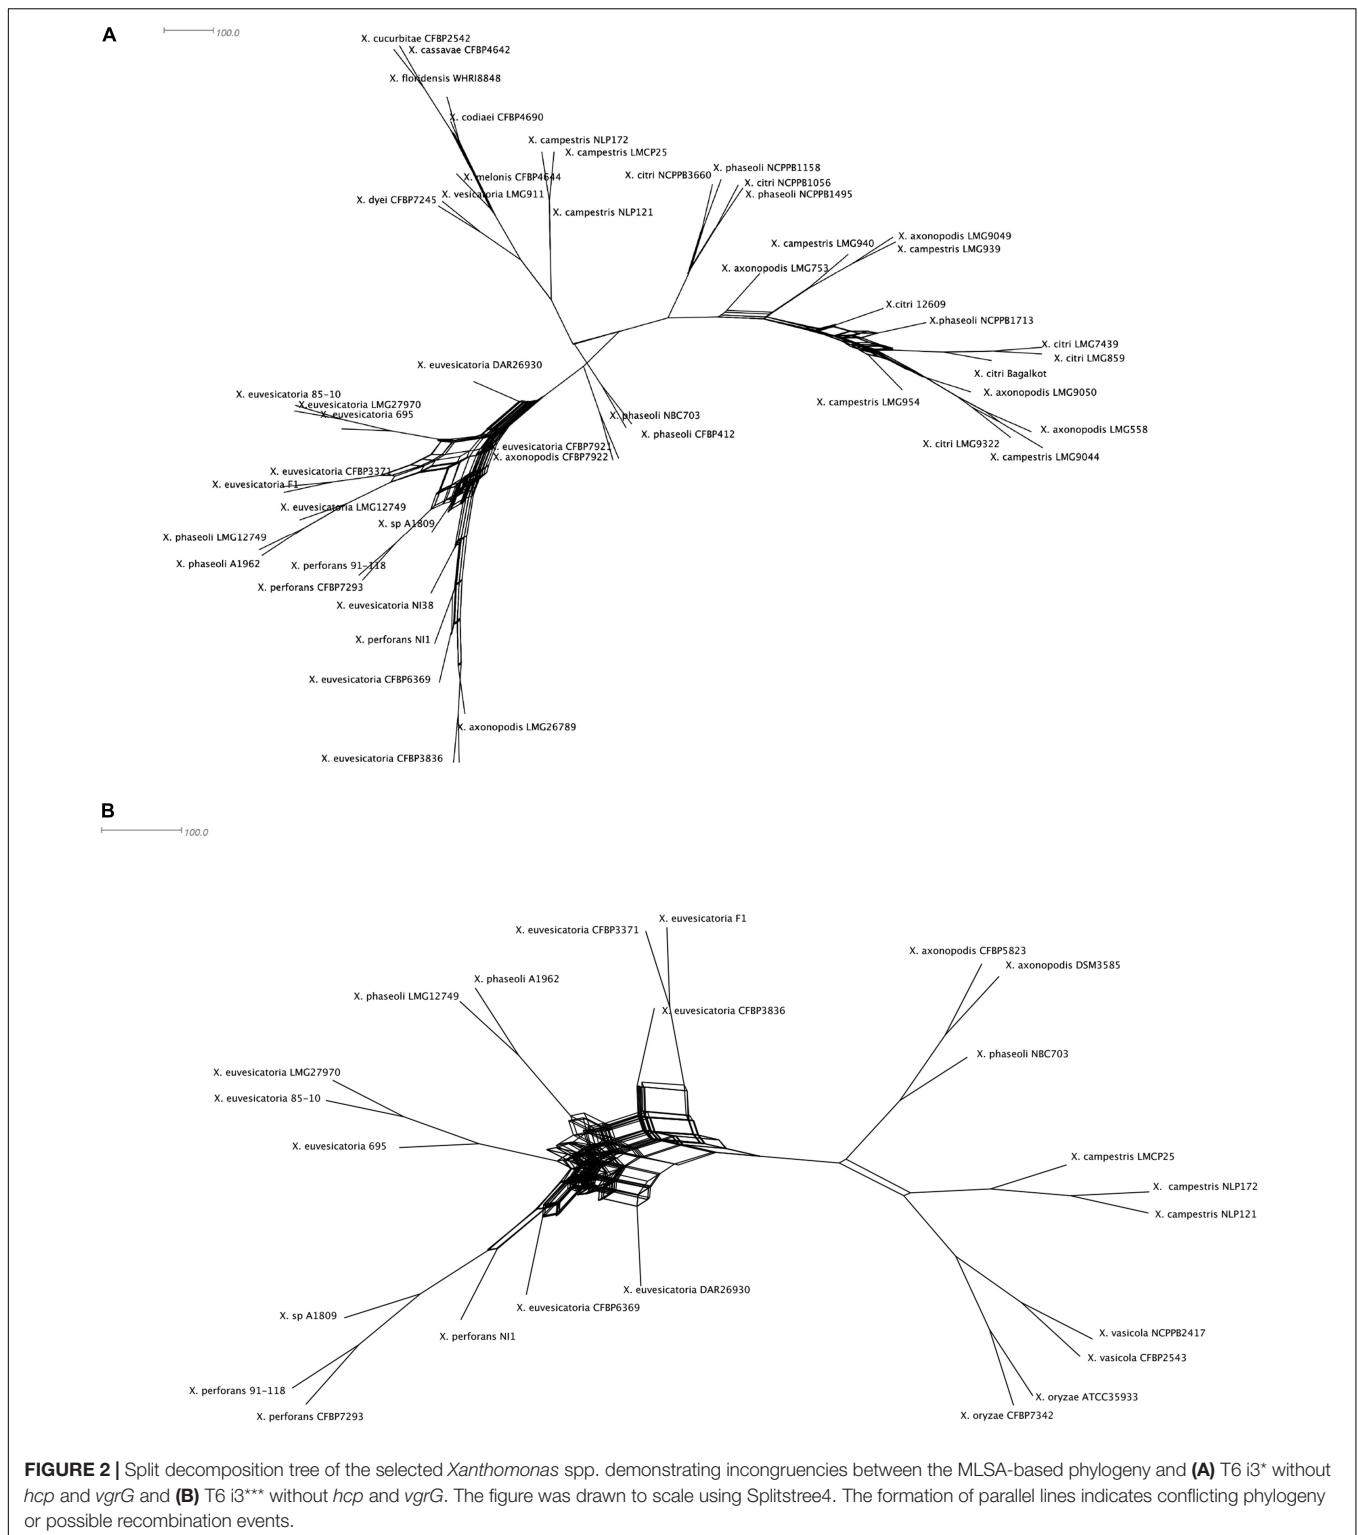 A
100.0
X. cucurbitae CFBP2542
X. cassavae CFBP4642
X. floridensis WHRI8848
X. codiaei CFBP4690
X. campestris NLP172
X. campestris LMCP25
X. phaseoli NCPPB1158
X. citri NCPPB3660
X. melonis CFBP4644
X. citri NCPPB1056
X. vesicatoria LMG911
X. phaseoli NCPPB1495
X. dyei CFBP7245
X. campestris NLP121
X. axonopodis LMG9049
X. campestris LMG940
X. campestris LMG939
X. axonopodis LMG753
X.citri 12609
X.phaseoli NCPPB1713
X. citri LMG7439
X. citri LMG859
X. euvesicatoria DAR26930
X. citri Bagalkot
X. euvesicatoria 85-10
X. axonopodis LMG9050
X.euvesicatoria LMG27970
X. campestris LMG954
X. euvesicatoria 695
X. phaseoli NBC703
X. axonopodis LMG558
X. phaseoli CFBP412
X. citri LMG9322
X. euvesicatoria CFBP7921
X. axonopodis CFBP7922
X. campestris LMG9044
X. euvesicatoria CFBP3371
X. euvesicatoria F1
X. euvesicatoria LMG12749
X. sp A1809
X. phaseoli LMG12749
X. phaseoli A1962
X. perforans 91-118
X. perforans CFBP7293
X. euvesicatoria NI38
X. perforans NI1
X. euvesicatoria CFBP6369
X. axonopodis LMG26789
X. euvesicatoria CFBP3836
B
100.0
X. euvesicatoria F1
X. euvesicatoria CFBP3371
X. axonopodis CFBP5823
X. axonopodis DSM3585
X. phaseoli A1962
X. phaseoli LMG12749
X. euvesicatoria CFBP3836
X. phaseoli NBC703
X. euvesicatoria LMG27970
X. euvesicatoria 85-10
X. euvesicatoria 695
X. campestris LMCP25
X. campestris NLP172
X. campestris NLP121
X. euvesicatoria DAR26930
X. euvesicatoria CFBP6369
X. sp A1809
X. perforans NI1
X. vasicola NCPPB2417
X. vasicola CFBP2543
X. perforans 91-118
X. oryzae ATCC35933
X. perforans CFBP7293
X. oryzae CFBP7342
FIGURE 2 | Split decomposition tree of the selected Xanthomonas spp. demonstrating incongruencies between the MLSA-based phylogeny and (A) T6 i3* without
hcp and vgrG and (B) T6 i3*** without hcp and vgrG. The figure was drawn to scale using Splitstree4. The formation of parallel lines indicates conflicting phylogeny
or possible recombination events.